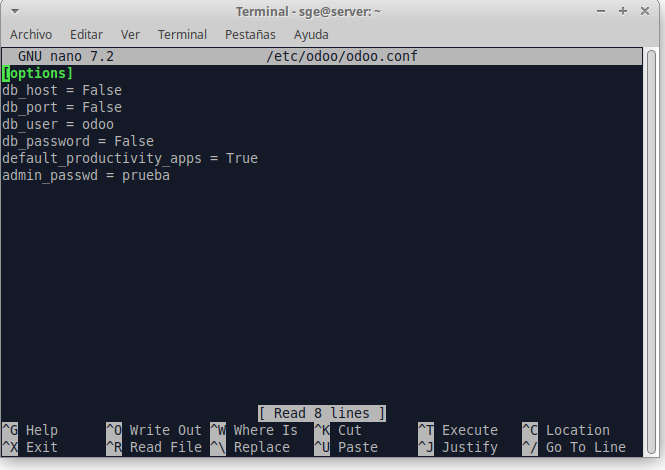 Terminal - sge@server: ~
Archivo Editar Ver Terminal Pestañas Ayuda
GNU nano 7.2 /etc/odoo/odoo.conf
[options]
db_host = False
db_port = False
db_user = odoo
db_password = False
default_productivity_apps = True
admin_passwd = prueba
[ Read 8 lines ]
^G Help ^O Write Out ^W Where Is ^K Cut ^T Execute ^C Location
^X Exit ^R Read File ^\ Replace ^U Paste ^J Justify ^/ Go To Line